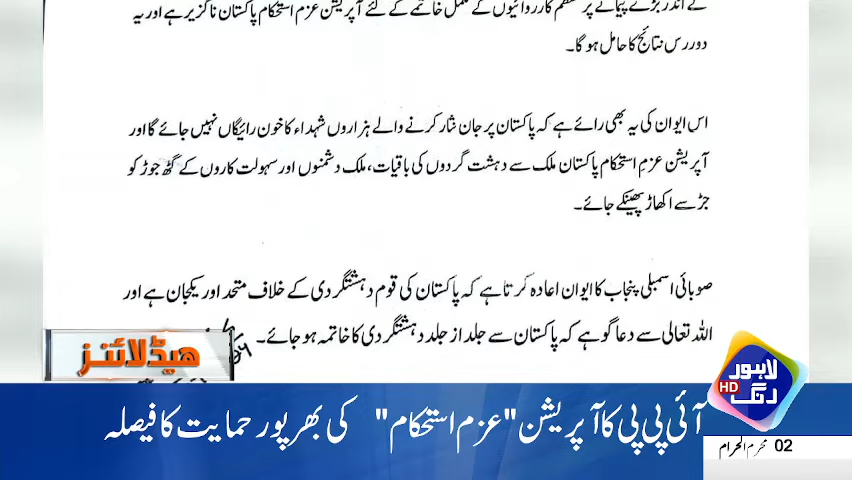 کے اندر بڑے پیمانے پر منظم کارروائیوں کے مکمل خاتمے کے لئے آپریشن عزم استحکام پاکستان ناگزیر ہے اور یہ
دوررس نتائج کا حامل ہو گا۔
اس ایوان کی یہ بھی رائے ہے کہ پاکستان پر جان نثار کرنے والے ہزاروں شہداء کا خون رائیگاں نہیں جائے گا اور
آپریشن عزمِ استحکام پاکستان ملک سے دہشت گردوں کی باقیات، ملک دشمنوں اور سہولت کاروں کے گٹھ جوڑ کو
جڑ سے اکھاڑ پھینکے جائے۔
صوبائی اسمبلی پنجاب کا ایوان اعادہ کرتا ہے کہ پاکستان کی قوم دہشتگردی کے خلاف متحد اور یکجان ہے اور
اللہ تعالی سے دعا گو ہے کہ پاکستان سے جلد از جلد دہشتگردی کا خاتمہ ہو جائے۔
ہیڈلائنز
لاہور
رنگ
HD
آئی پی پی کا آپریشن "عزم استحکام" کی بھرپور حمایت کا فیصلہ
02 محرم الحرام